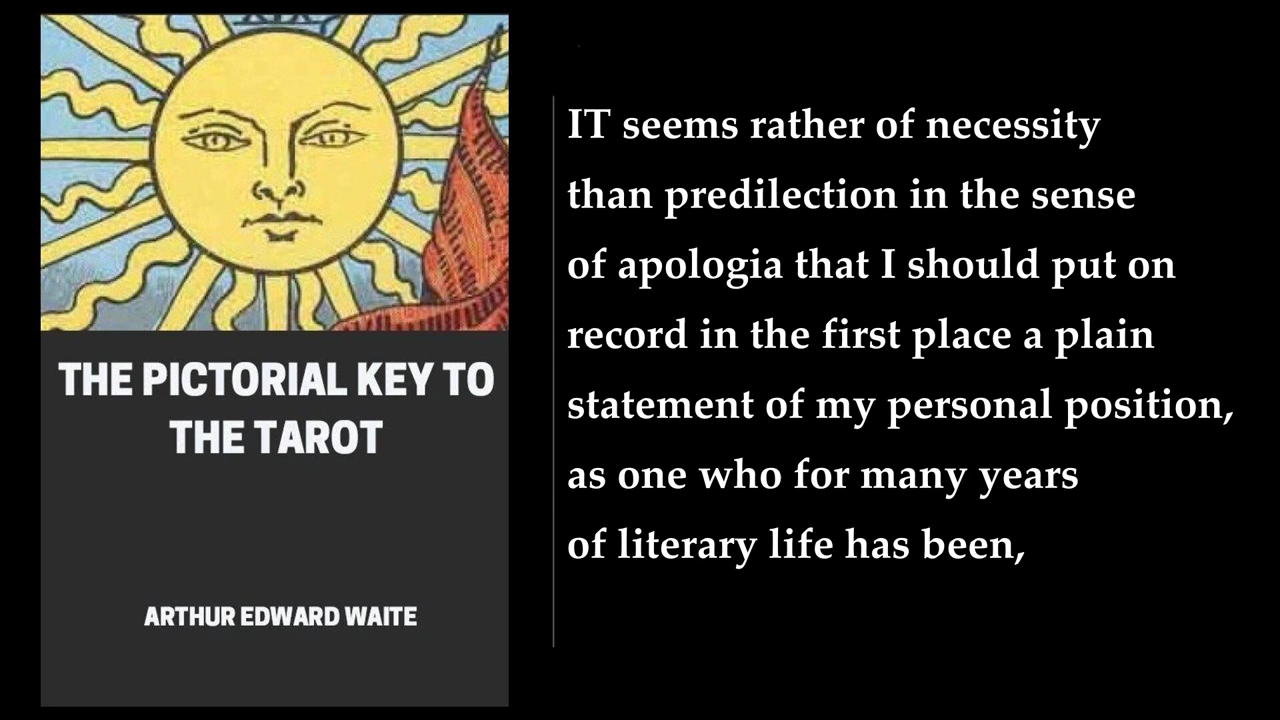 XIX
THE PICTORIAL KEY TO
THE TAROT
ARTHUR EDWARD WAITE
IT seems rather of necessity
than predilection in the sense
of apologia that I should put on
record in the first place a plain
statement of my personal position,
as one who for many years
of literary life has been,